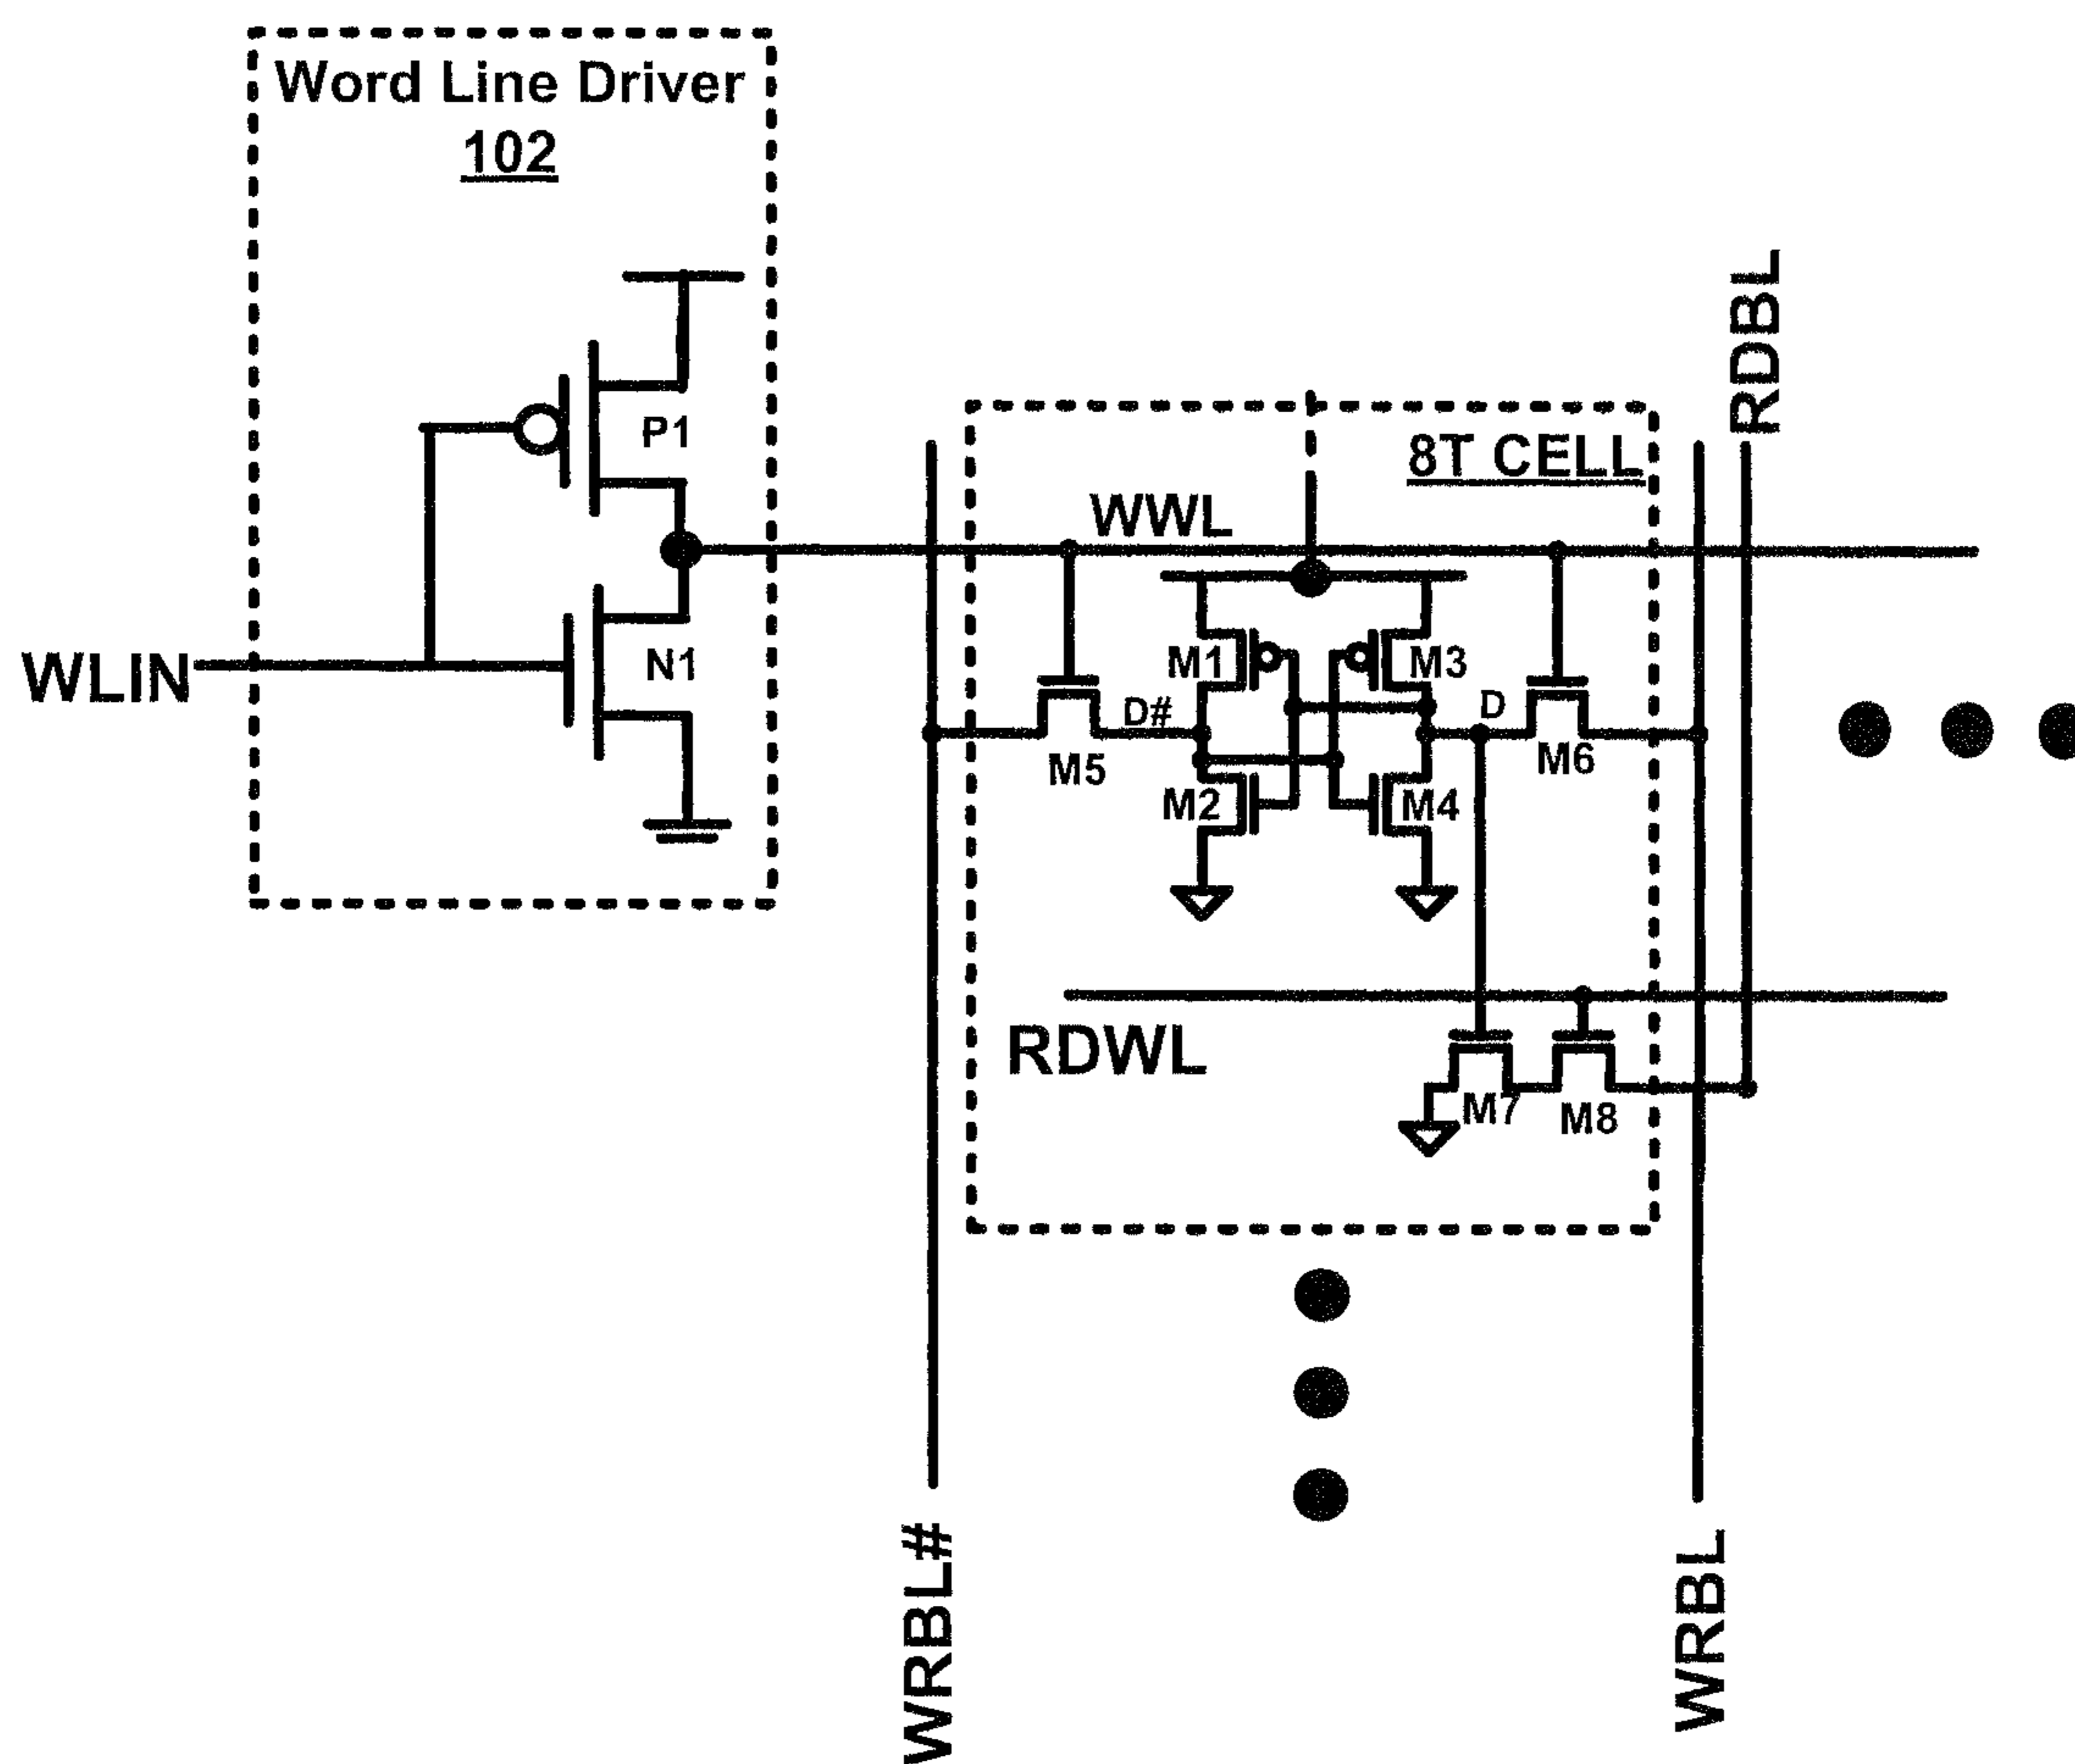 Word Line Driver
102
P1
N1
WLIN
RDBL
8T CELL
WWL
M1
M3
D#
D
M5
M6
M2
M4
RDWL
M7
M8
WRBL#
WRBL